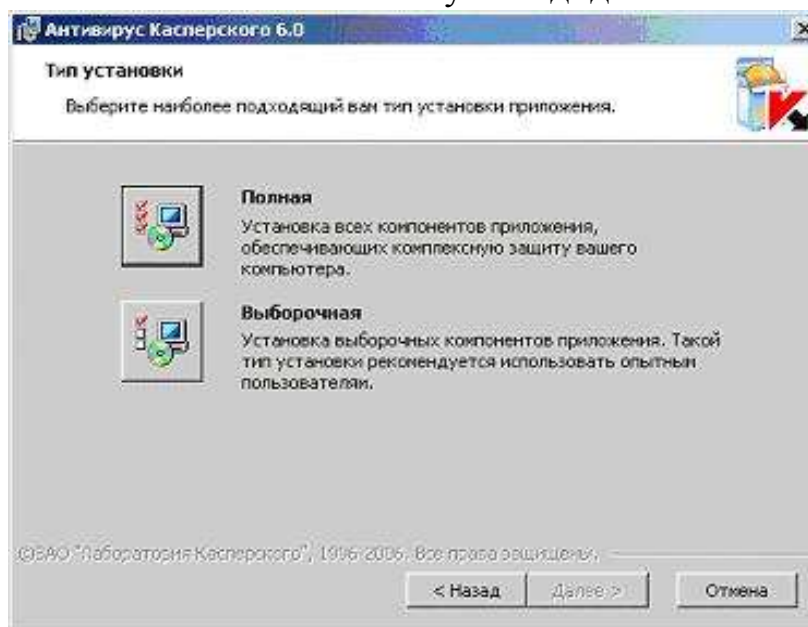 Антивирус Касперского 6.0
Тип установки
Выберите наиболее подходящий вам тип установки приложения.
Полная
Установка всех компонентов приложения,
обеспечивающих комплексную защиту вашего
компьютера.
Выборочная
Установка выборочных компонентов приложения. Такой
тип установки рекомендуется использовать опытным
пользователям.
©ЗАО "Лаборатория Касперского", 1996-2006. Все права защищены.
< Назад
Далее >
Отмена